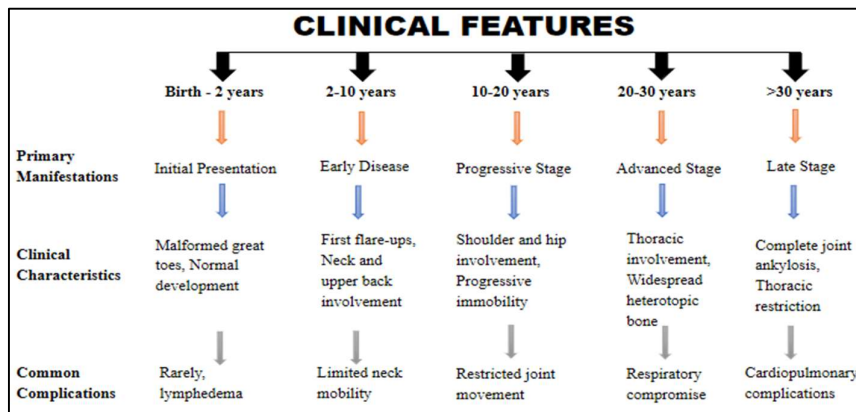 CLINICAL FEATURES
Birth - 2 years
2-10 years
10-20 years
20-30 years
>30 years
Primary
Manifestations
Initial Presentation
Early Disease
Progressive Stage
Advanced Stage
Late Stage
Clinical
Characteristics
Malformed great
toes, Normal
development
First flare-ups,
Neck and
upper back
involvement
Shoulder and hip
involvement,
Progressive
immobility
Thoracic
involvement,
Widespread
heterotopic
bone
Complete joint
ankylosis,
Thoracic
restriction
Common
Complications
Rarely,
lymphedema
Limited neck
mobility
Restricted joint
movement
Respiratory
compromise
Cardiopulmonary
complications